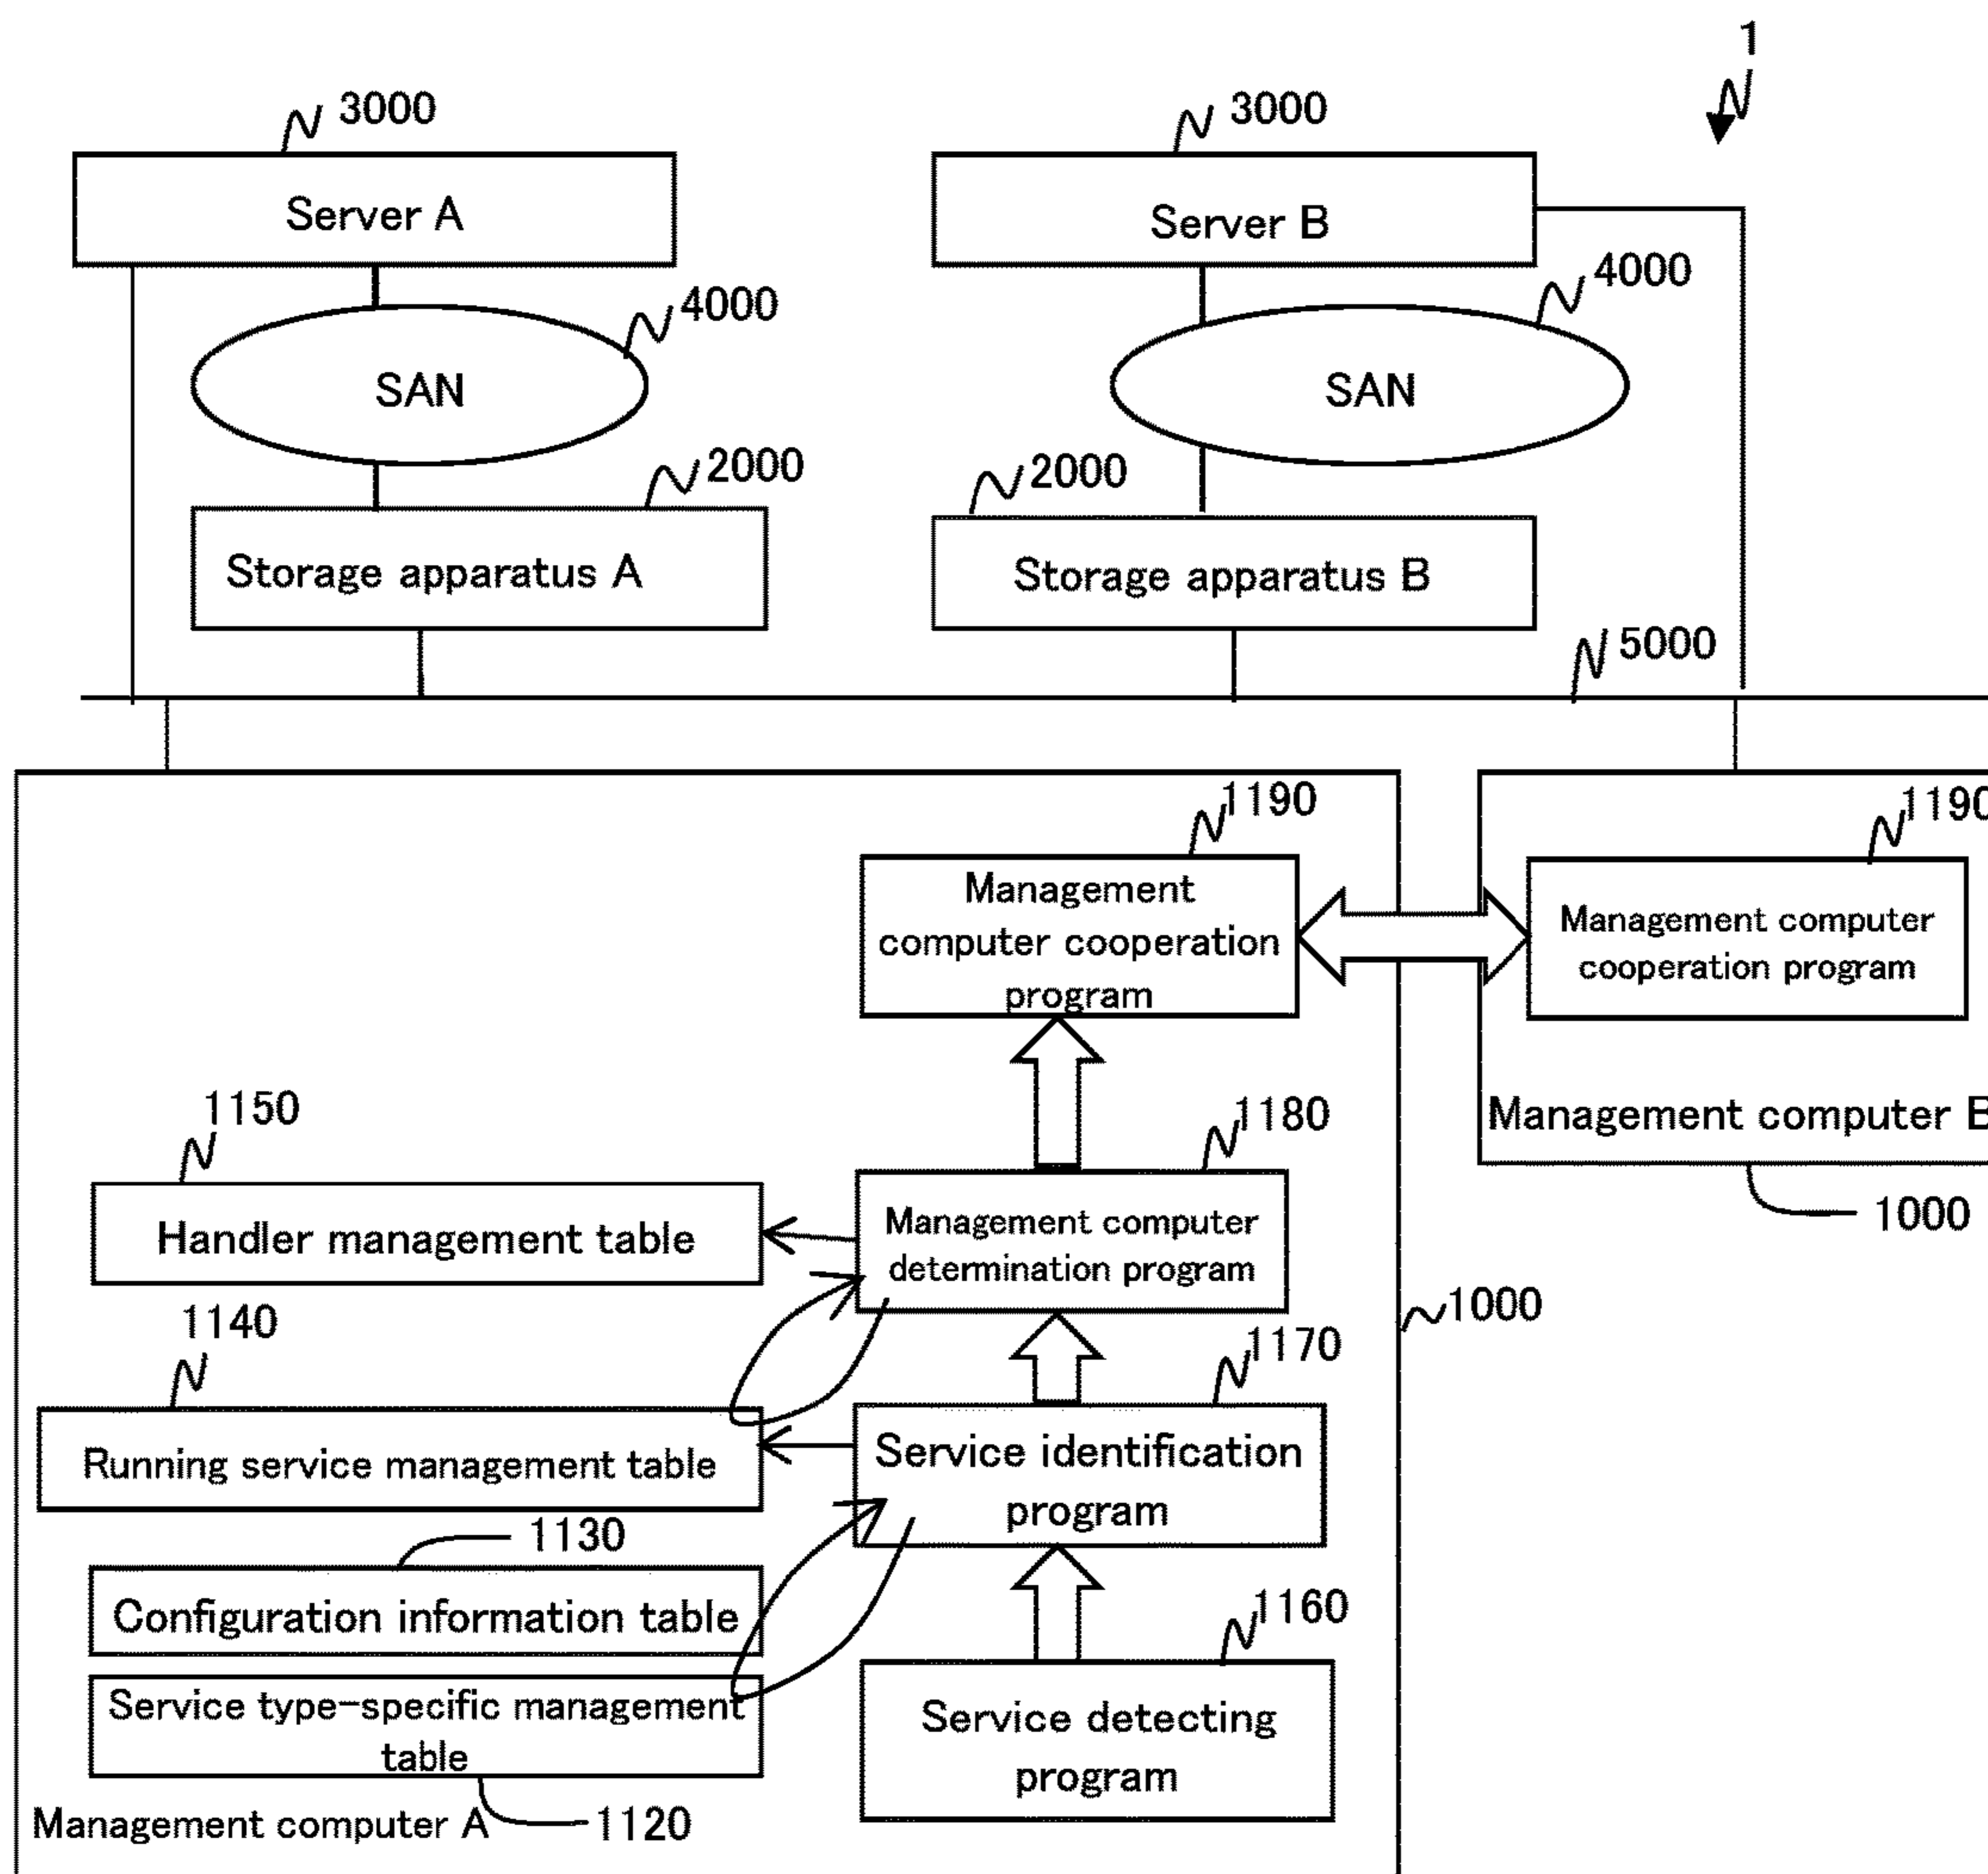 1
3000
3000
Server A
Server B
4000
4000
SAN
SAN
2000
2000
Storage apparatus A
Storage apparatus B
5000
1190
1190
Management
computer cooperation
program
Management computer
cooperation program
1150
1180
Management computer B
Handler management table
Management computer
determination program
1000
1000
1140
1170
Running service management table
Service identification
program
1130
Configuration information table
1160
Service type-specific management
table
Service detecting
program
Management computer A
1120